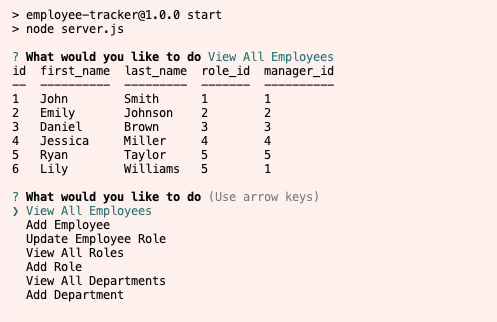 > employee-tracker@1.0.0 start
> node server.js
? What would you like to do View All Employees
id  first_name  last_name  role_id  manager_id
--  ----------  ---------  -------  ----------
1   John        Smith      1        1
2   Emily       Johnson    2        2
3   Daniel      Brown      3        3
4   Jessica     Miller     4        4
5   Ryan        Taylor     5        5
6   Lily        Williams   5        1
? What would you like to do (Use arrow keys)
❯ View All Employees
  Add Employee
  Update Employee Role
  View All Roles
  Add Role
  View All Departments
  Add Department